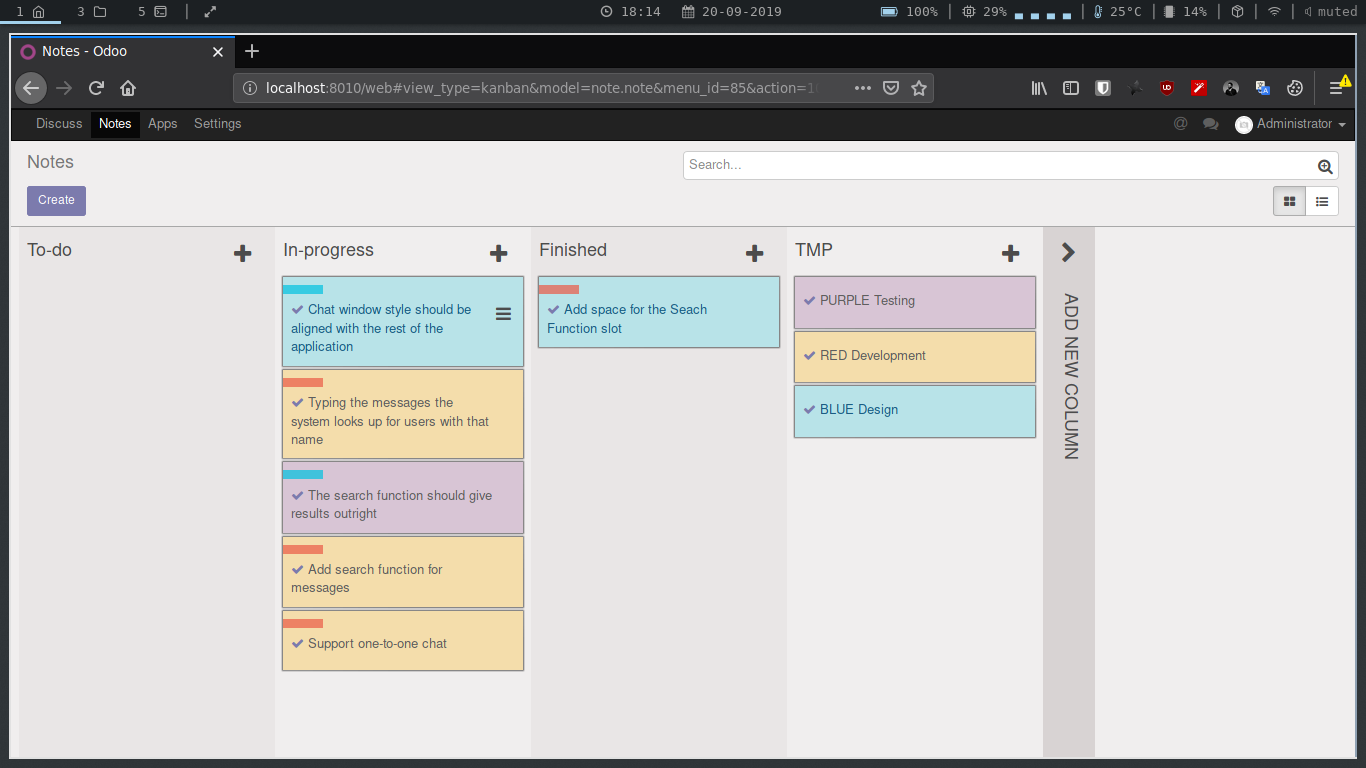 1 3 5 18:14 20-09-2019 100% 29% 25°C 14% muted
Notes - Odoo
localhost:8010/web#view_type=kanban&model=note.note&menu_id=85&action=1
Discuss Notes Apps Settings @ Administrator
Notes
Search...
Create
To-do
In-progress
Chat window style should be
aligned with the rest of the
application
Typing the messages the
system looks up for users with that
name
The search function should give
results outright
Add search function for
messages
Support one-to-one chat
Finished
Add space for the Seach
Function slot
TMP
PURPLE Testing
RED Development
BLUE Design
ADD NEW COLUMN